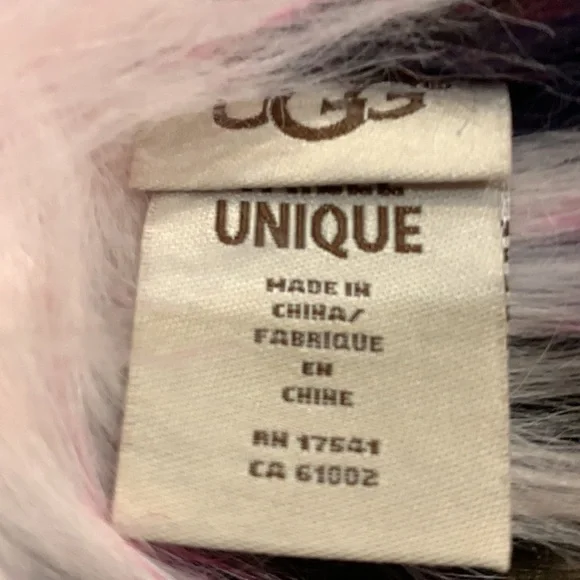 UGG
UNIQUE
MADE IN
CHINA/
FABRIQUE
EN
CHINE
RN 17541
CA 61002